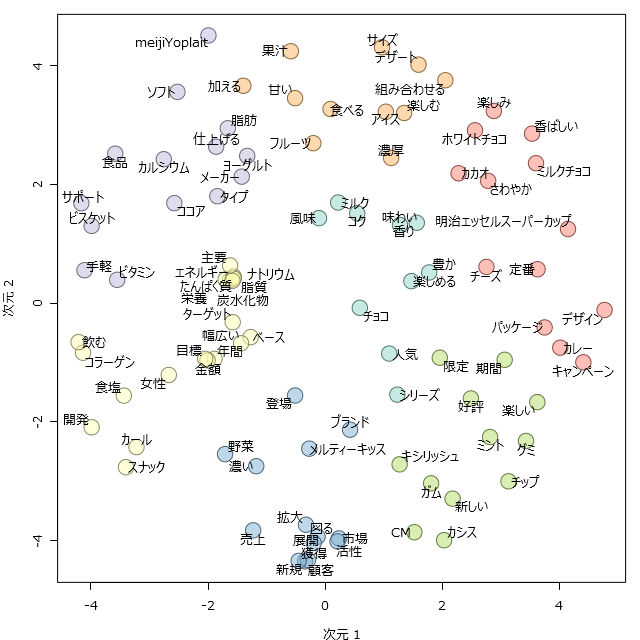 meijiYoplait
果汁
サイズ
デザート
ソフト
加える
甘い
組み合わせる
食べる
アイス
楽しむ
楽しみ
脂肪
仕上げる
フルーツ
濃厚
ホワイトチョコ
香ばしい
食品
カルシウム
ヨーグルト
メーカー
カカオ
さわやか
ミルクチョコ
サポート
ビスケット
ココア
タイプ
風味
ミルク
コク
味わい
香り
明治エッセルスーパーカップ
手軽
ビタミン
主要
エネルギー
ナトリウム
たんぱく質
脂質
栄養
炭水化物
ターゲット
豊か
楽しめる
チーズ
定番
チョコ
デザイン
パッケージ
飲む
コラーゲン
幅広い
ベース
目標
年間
金額
人気
限定
期間
カレー
キャンペーン
食塩
女性
登場
シリーズ
好評
楽しい
開発
カール
スナック
野菜
濃い
ブランド
メルティーキッス
キシリッシュ
ミント
グミ
ガム
チップ
新しい
売上
拡大
図る
展開
市場
獲得
活性
新規
顧客
CM
カシス
4
2
0
-2
-4
次元 2
-4
-2
0
2
4
次元 1